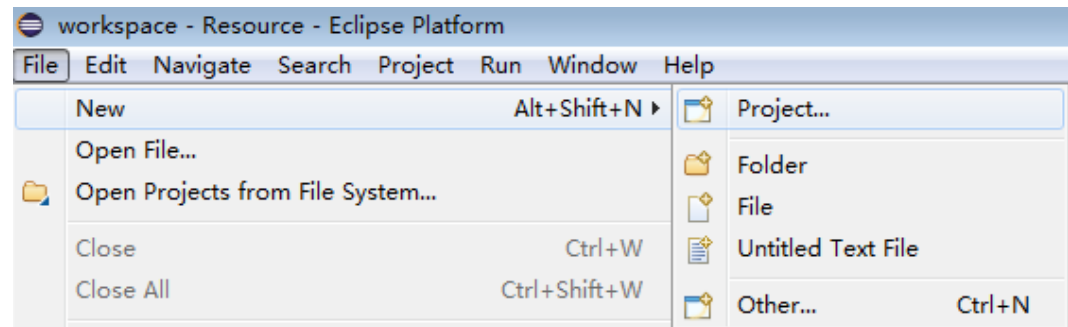 workspace - Resource - Eclipse Platform
File Edit Navigate Search Project Run Window Help
New Alt+Shift+N
Open File...
Open Projects from File System...
Close Ctrl+W
Close All Ctrl+Shift+W
Project...
Folder
File
Untitled Text File
Other... Ctrl+N